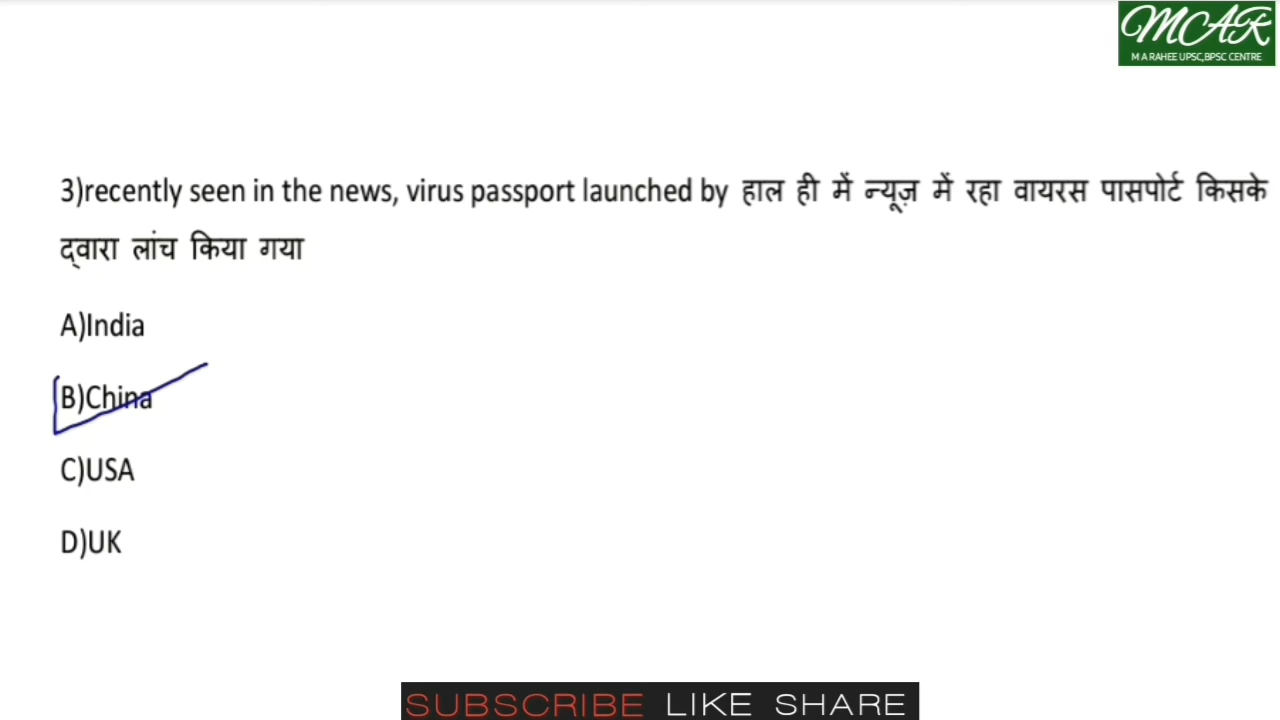 MCAR
M A RAHEE UPSC,BPSC CENTRE
3)recently seen in the news, virus passport launched by हाल ही में न्यूज़ में रहा वायरस पासपोर्ट किसके
द्वारा लांच किया गया
A)India
B)China
C)USA
D)UK
SUBSCRIBE LIKE SHARE